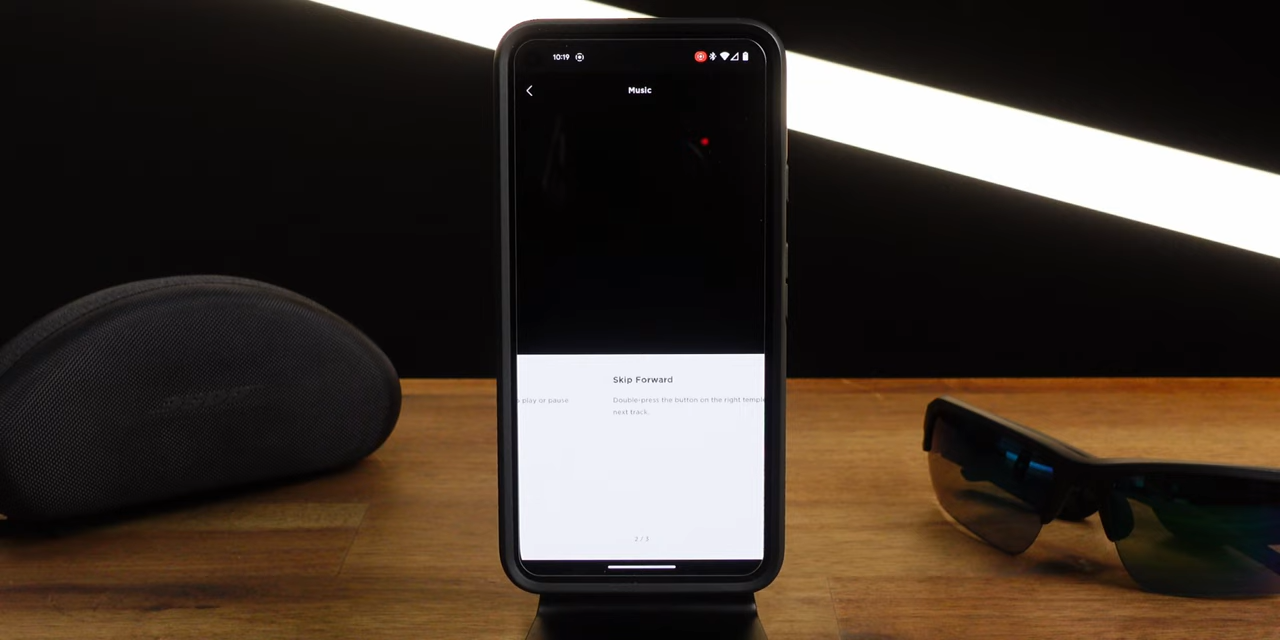 10:19
Music
Skip Forward
s play or pause.
Double-press the button on the right temple
next track.
2 / 3